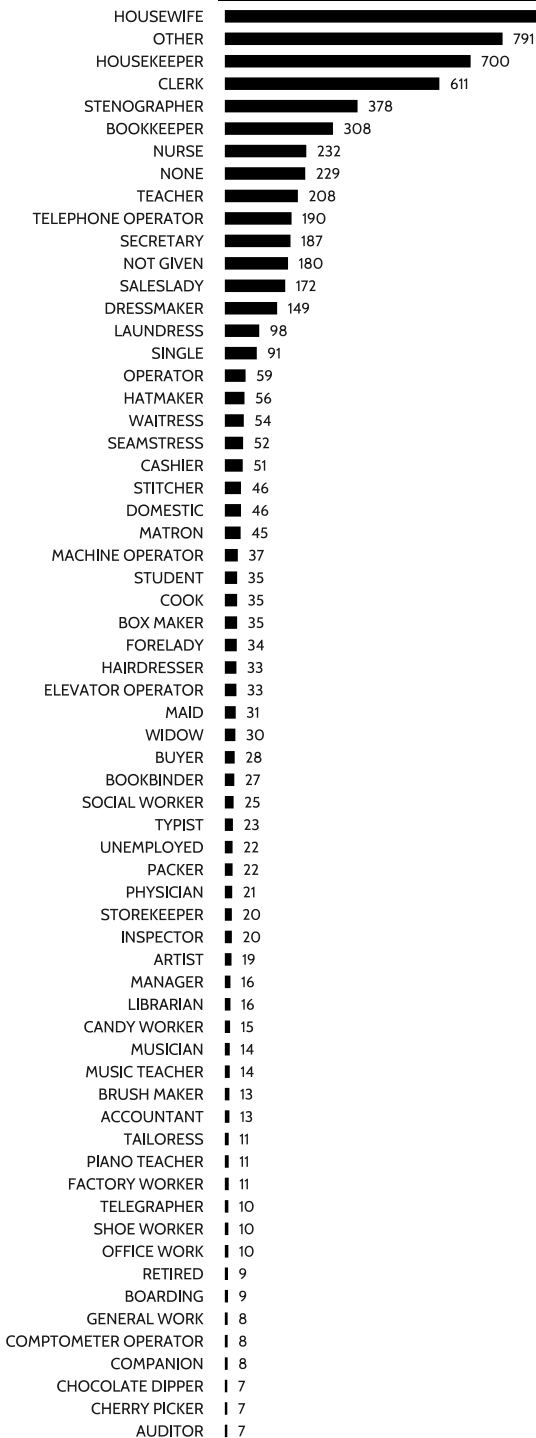 HOUSEWIFE
OTHER 791
HOUSEKEEPER 700
CLERK 611
STENOGRAPHER 378
BOOKKEEPER 308
NURSE 232
NONE 229
TEACHER 208
TELEPHONE OPERATOR 190
SECRETARY 187
NOT GIVEN 180
SALESLADY 172
DRESSMAKER 149
LAUNDRESS 98
SINGLE 91
OPERATOR 59
HATMAKER 56
WAITRESS 54
SEAMSTRESS 52
CASHIER 51
STITCHER 46
DOMESTIC 46
MATRON 45
MACHINE OPERATOR 37
STUDENT 35
COOK 35
BOX MAKER 35
FORELADY 34
HAIRDRESSER 33
ELEVATOR OPERATOR 33
MAID 31
WIDOW 30
BUYER 28
BOOKBINDER 27
SOCIAL WORKER 25
TYPIST 23
UNEMPLOYED 22
PACKER 22
PHYSICIAN 21
STOREKEEPER 20
INSPECTOR 20
ARTIST 19
MANAGER 16
LIBRARIAN 16
CANDY WORKER 15
MUSICIAN 14
MUSIC TEACHER 14
BRUSH MAKER 13
ACCOUNTANT 13
TAILORESS 11
PIANO TEACHER 11
FACTORY WORKER 11
TELEGRAPHER 10
SHOE WORKER 10
OFFICE WORK 10
RETIRED 9
BOARDING 9
GENERAL WORK 8
COMPTOMETER OPERATOR 8
COMPANION 8
CHOCOLATE DIPPER 7
CHERRY PICKER 7
AUDITOR 7